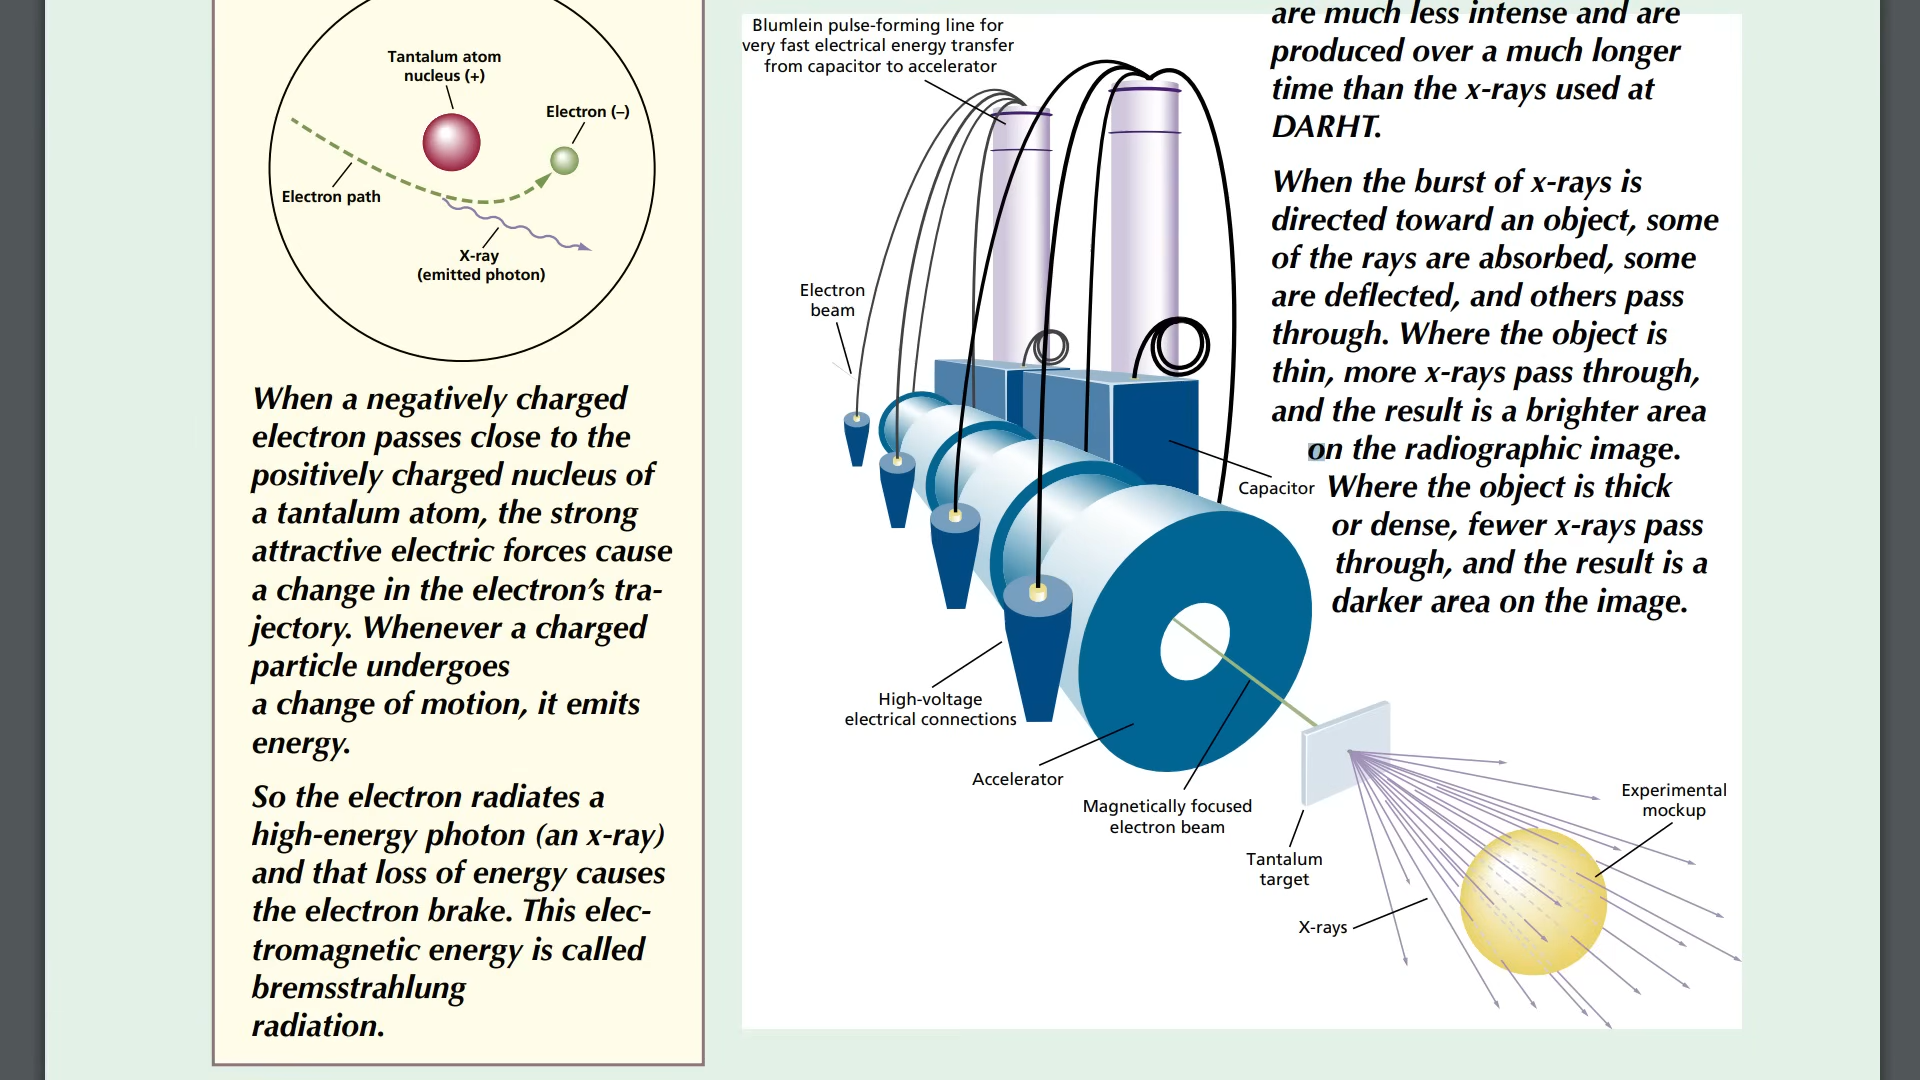 Tantalum atom
nucleus (+)
Electron (–)
Electron path
X-ray
(emitted photon)
When a negatively charged
electron passes close to the
positively charged nucleus of
a tantalum atom, the strong
attractive electric forces cause
a change in the electron’s tra-
jectory. Whenever a charged
particle undergoes
a change of motion, it emits
energy.
So the electron radiates a
high-energy photon (an x-ray)
and that loss of energy causes
the electron brake. This elec-
tromagnetic energy is called
bremsstrahlung
radiation.
Blumlein pulse-forming line for
very fast electrical energy transfer
from capacitor to accelerator
Electron
beam
Capacitor
High-voltage
electrical connections
Accelerator
Magnetically focused
electron beam
Tantalum
target
X-rays
Experimental
mockup
are much less intense and are
produced over a much longer
time than the x-rays used at
DARHT.
When the burst of x-rays is
directed toward an object, some
of the rays are absorbed, some
are deflected, and others pass
through. Where the object is
thin, more x-rays pass through,
and the result is a brighter area
on the radiographic image.
Where the object is thick
or dense, fewer x-rays pass
through, and the result is a
darker area on the image.